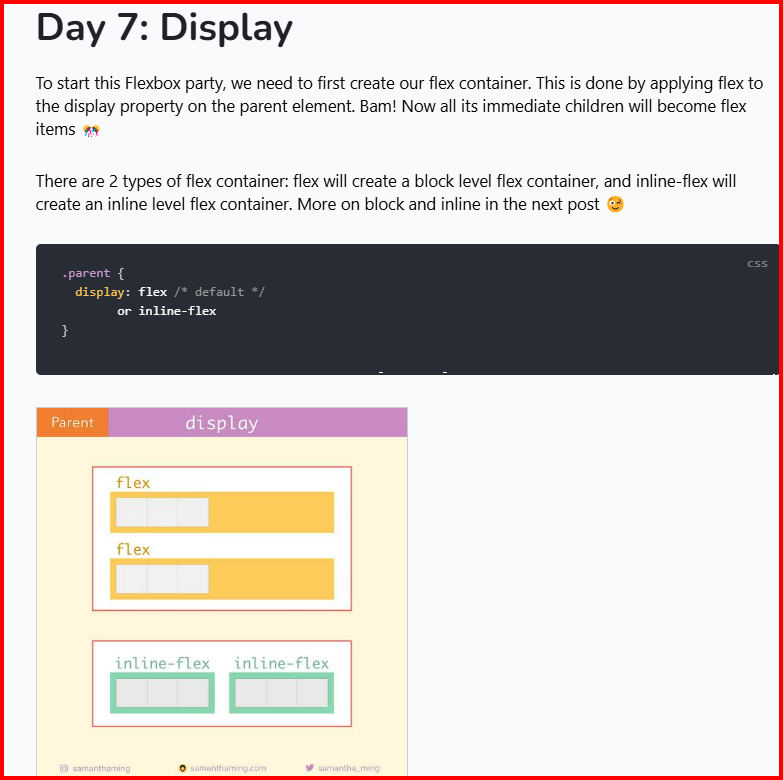 Day 7: Display
To start this Flexbox party, we need to first create our flex container. This is done by applying flex to
the display property on the parent element. Bam! Now all its immediate children will become flex
items 🎊
There are 2 types of flex container: flex will create a block level flex container, and inline-flex will
create an inline level flex container. More on block and inline in the next post 😉
css
.parent {
display: flex /* default */
or inline-flex
}
Parent display
flex
flex
inline-flex inline-flex
samanthaming samanthaming.com samantha_ming